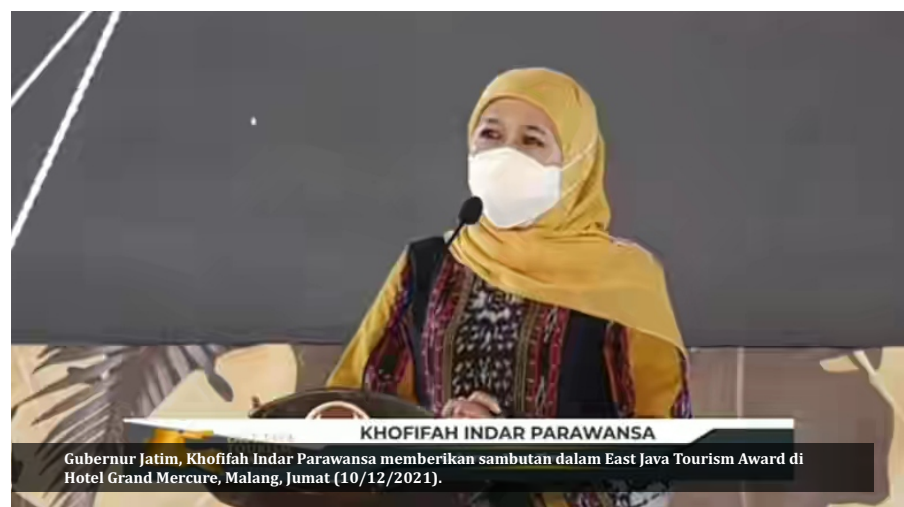 KHOFIFAH INDAR PARAWANSA
Gubernur Jatim, Khofifah Indar Parawansa memberikan sambutan dalam East Java Tourism Award di
Hotel Grand Mercure, Malang, Jumat (10/12/2021).